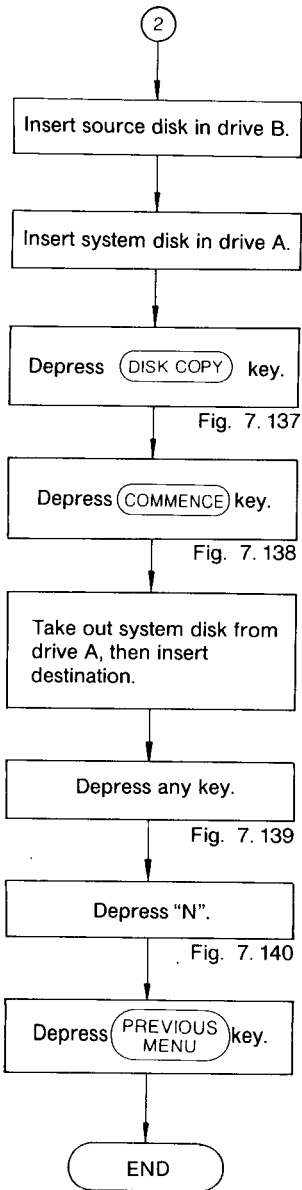 2
Insert source disk in drive B.
Insert system disk in drive A.
Depress DISK COPY key.
Fig. 7. 137
Depress COMMENCE key.
Fig. 7. 138
Take out system disk from
drive A, then insert
destination.
Depress any key.
Fig. 7. 139
Depress “N”.
Fig. 7. 140
Depress PREVIOUS MENU key.
END